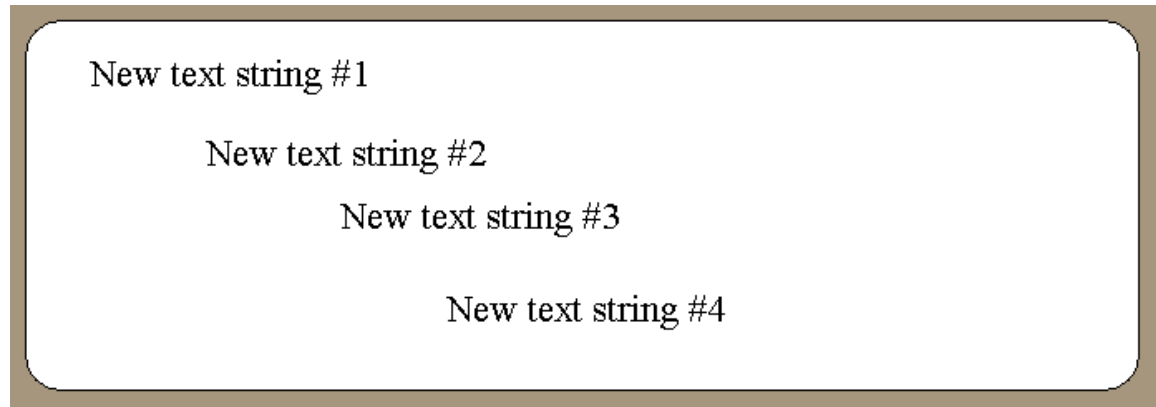 New text string #1
New text string #2
New text string #3
New text string #4